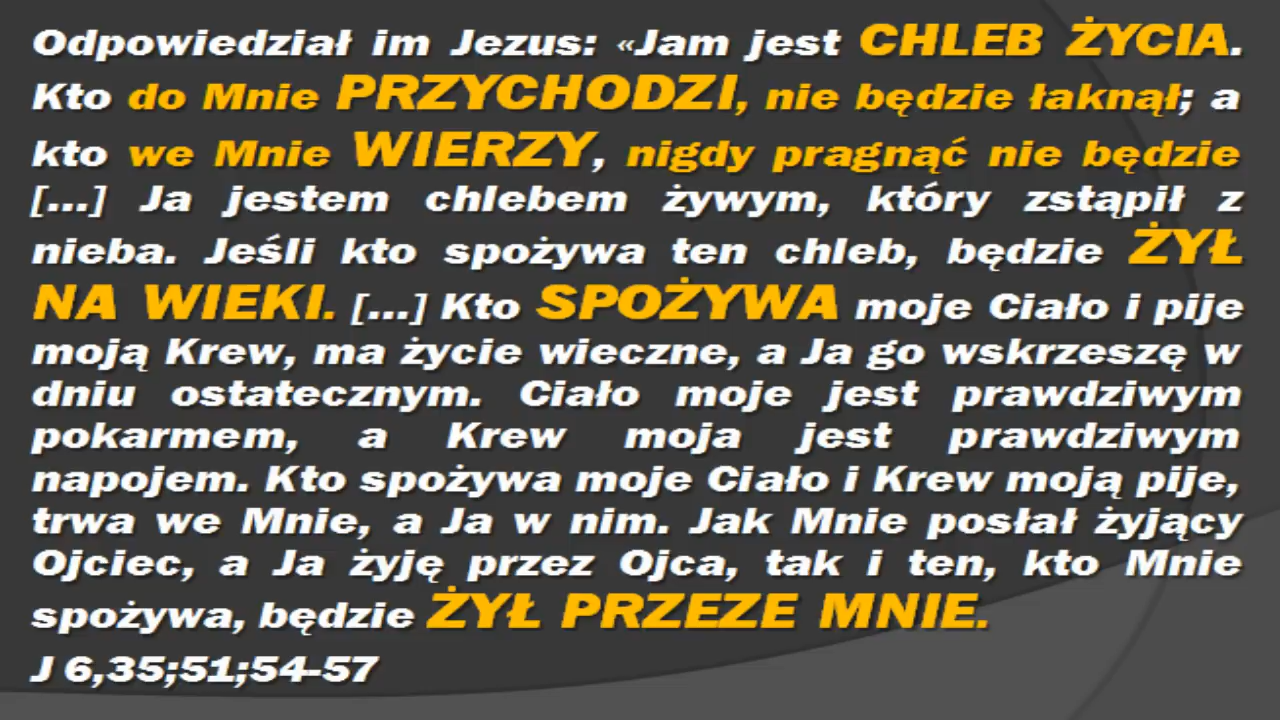 Odpowiedział im Jezus: «Jam jest CHLEB ŻYCIA.
Kto do Mnie PRZYCHODZI, nie będzie łaknął; a
kto we Mnie WIERZY, nigdy pragnąć nie będzie
[...] Ja jestem chlebem żywym, który zstąpił z
nieba. Jeśli kto spożywa ten chleb, będzie ŻYŁ
NA WIEKI. [...] Kto SPOŻYWA moje Ciało i pije
moją Krew, ma życie wieczne, a Ja go wskrzeszę w
dniu ostatecznym. Ciało moje jest prawdziwym
pokarmem, a Krew moja jest prawdziwym
napojem. Kto spożywa moje Ciało i Krew moją pije,
trwa we Mnie, a Ja w nim. Jak Mnie posłał żyjący
Ojciec, a Ja żyję przez Ojca, tak i ten, kto Mnie
spożywa, będzie ŻYŁ PRZEZE MNIE.
J 6,35;51;54-57